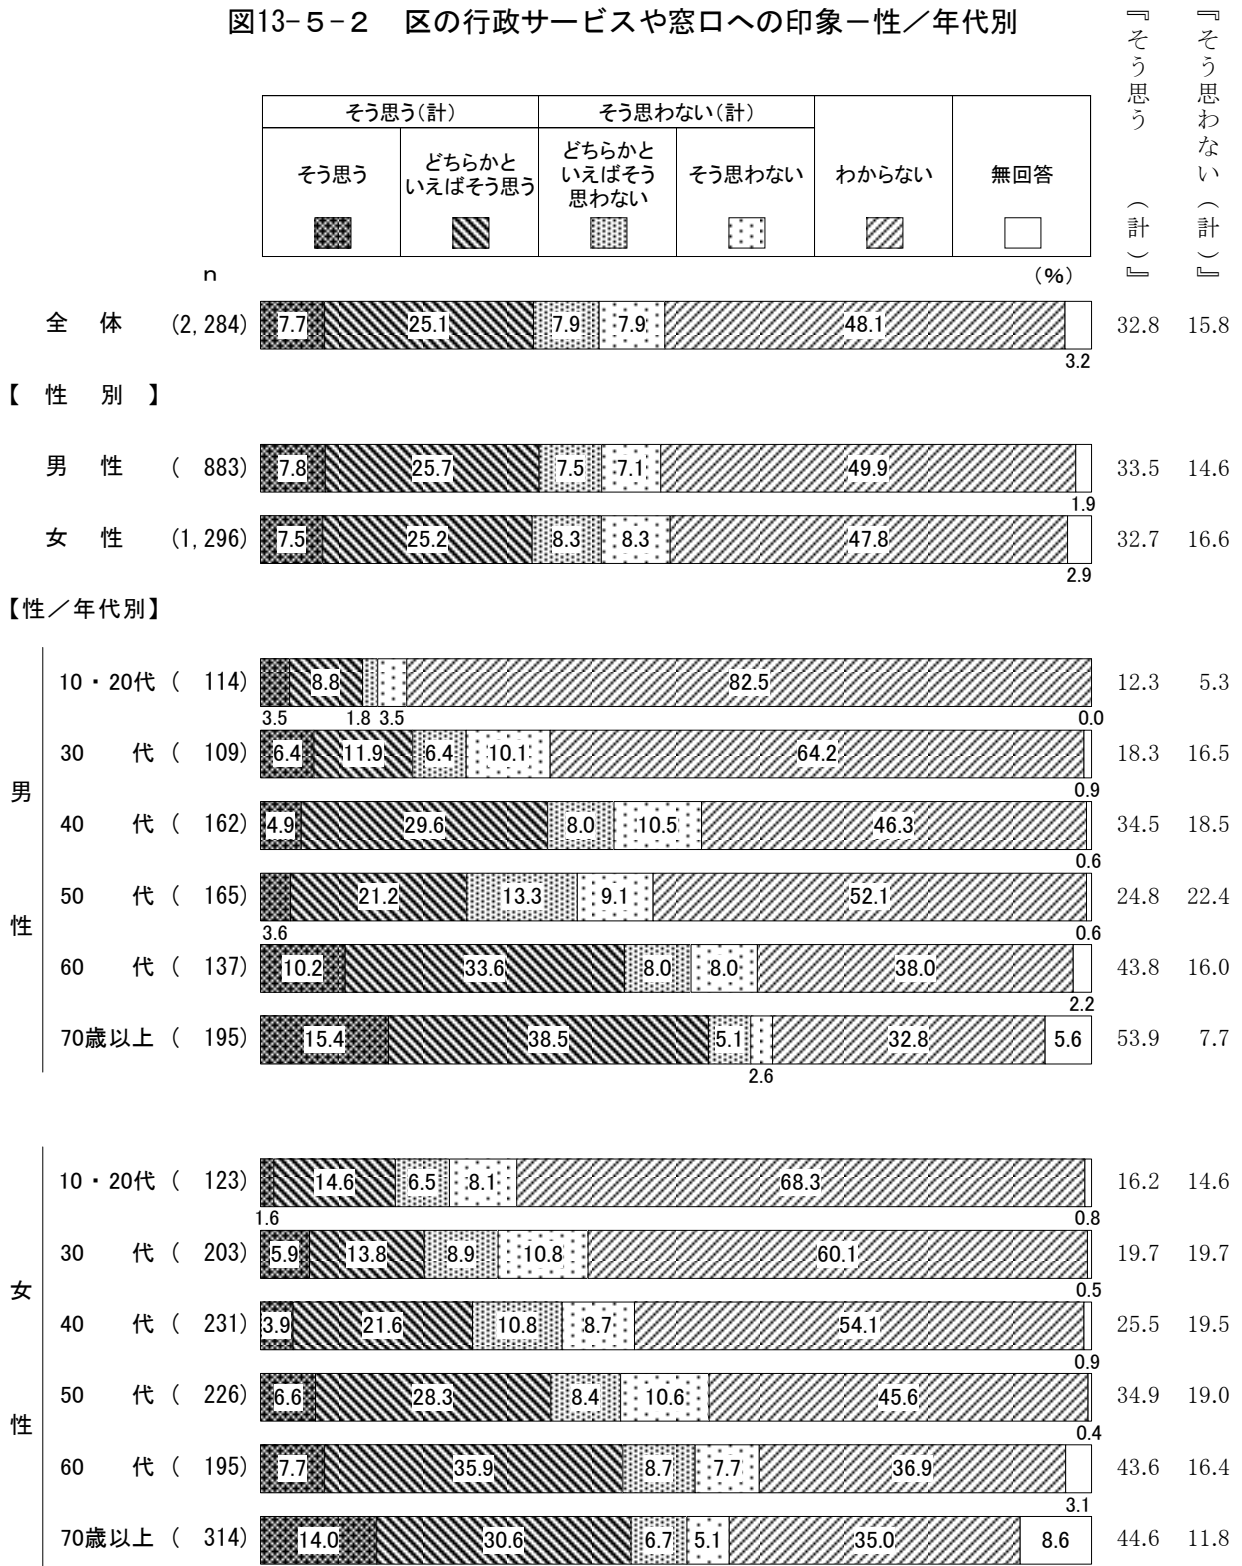 図13-5-2　区の行政サービスや窓口への印象－性／年代別
『そう思う（計）』
『そう思わない（計）』
そう思う(計)　そう思わない(計)
そう思う　どちらかといえばそう思う　どちらかといえばそう思わない　そう思わない　わからない　無回答
n　(%)
全体 (2,284) 7.7 25.1 7.9 7.9 48.1 3.2 32.8 15.8
【性別】
男性 (883) 7.8 25.7 7.5 7.1 49.9 1.9 33.5 14.6
女性 (1,296) 7.5 25.2 8.3 8.3 47.8 2.9 32.7 16.6
【性／年代別】
男性
10・20代 (114) 3.5 8.8 1.8 3.5 82.5 0.0 12.3 5.3
30代 (109) 6.4 11.9 6.4 10.1 64.2 0.9 18.3 16.5
40代 (162) 4.9 29.6 8.0 10.5 46.3 0.6 34.5 18.5
50代 (165) 3.6 21.2 13.3 9.1 52.1 0.6 24.8 22.4
60代 (137) 10.2 33.6 8.0 8.0 38.0 2.2 43.8 16.0
70歳以上 (195) 15.4 38.5 5.1 2.6 32.8 5.6 53.9 7.7
女性
10・20代 (123) 1.6 14.6 6.5 8.1 68.3 0.8 16.2 14.6
30代 (203) 5.9 13.8 8.9 10.8 60.1 0.5 19.7 19.7
40代 (231) 3.9 21.6 10.8 8.7 54.1 0.9 25.5 19.5
50代 (226) 6.6 28.3 8.4 10.6 45.6 0.4 34.9 19.0
60代 (195) 7.7 35.9 8.7 7.7 36.9 3.1 43.6 16.4
70歳以上 (314) 14.0 30.6 6.7 5.1 35.0 8.6 44.6 11.8